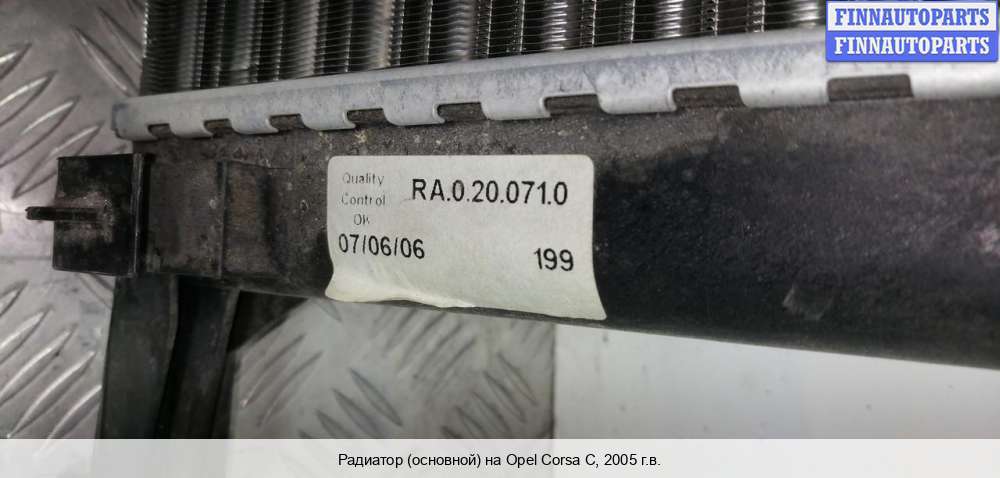 FINNAUTOPARTS
FINNAUTOPARTS
Quality
Control
OK
RA.0.20.071.0
07/06/06
199
Радиатор (основной) на Opel Corsa C, 2005 г.в.